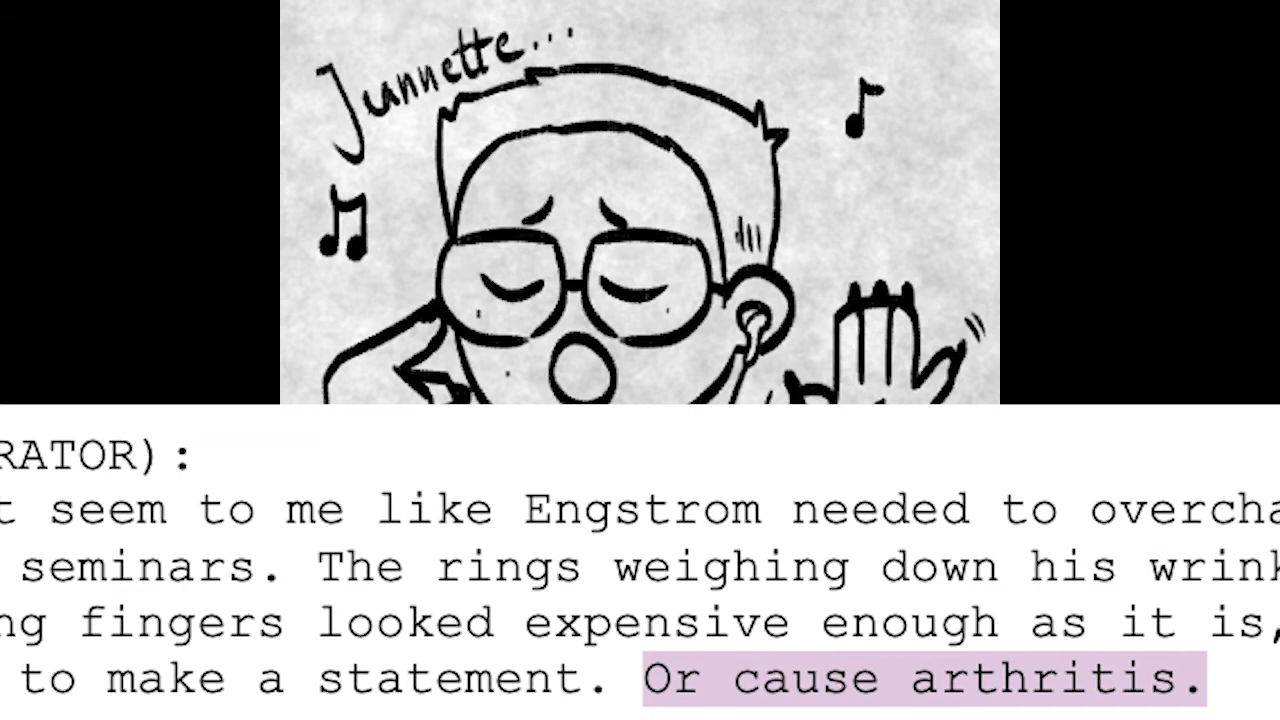 Jeannette...
RATOR):
t seem to me like Engstrom needed to overcha
seminars. The rings weighing down his wrink
ng fingers looked expensive enough as it is,
to make a statement. Or cause arthritis.